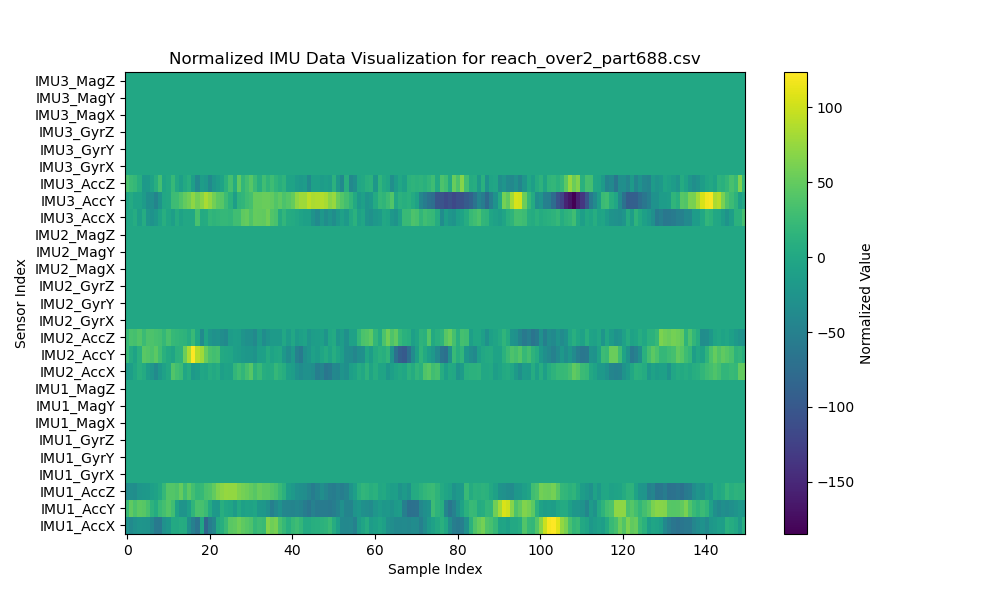 Normalized IMU Data Visualization for reach_over2_part688.csv
IMU3_MagZ
IMU3_MagY
IMU3_MagX
IMU3_GyrZ
IMU3_GyrY
IMU3_GyrX
IMU3_AccZ
IMU3_AccY
IMU3_AccX
IMU2_MagZ
IMU2_MagY
IMU2_MagX
IMU2_GyrZ
IMU2_GyrY
IMU2_GyrX
IMU2_AccZ
IMU2_AccY
IMU2_AccX
IMU1_MagZ
IMU1_MagY
IMU1_MagX
IMU1_GyrZ
IMU1_GyrY
IMU1_GyrX
IMU1_AccZ
IMU1_AccY
IMU1_AccX
Sensor Index
0 20 40 60 80 100 120 140
Sample Index
100
50
0
−50
−100
−150
Normalized Value